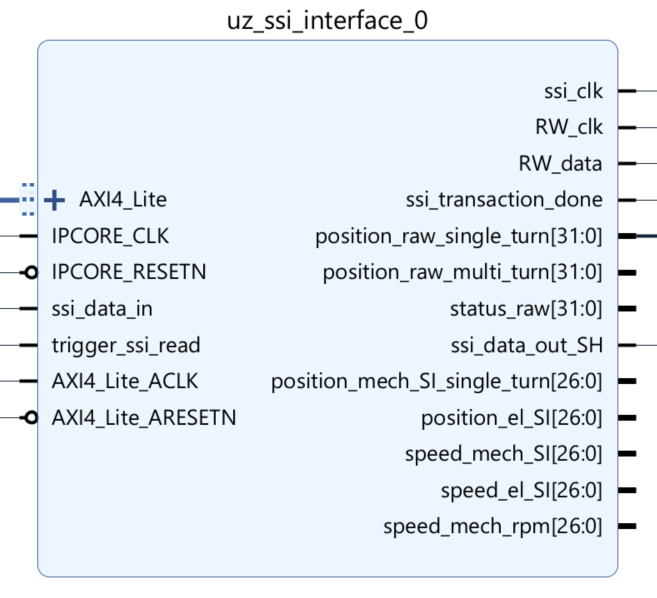 uz_ssi_interface_0
ssi_clk
RW_clk
RW_data
AXI4_Lite
ssi_transaction_done
IPCORE_CLK
position_raw_single_turn[31:0]
IPCORE_RESETN
position_raw_multi_turn[31:0]
ssi_data_in
status_raw[31:0]
trigger_ssi_read
ssi_data_out_SH
AXI4_Lite_ACLK
position_mech_SI_single_turn[26:0]
AXI4_Lite_ARESETN
position_el_SI[26:0]
speed_mech_SI[26:0]
speed_el_SI[26:0]
speed_mech_rpm[26:0]